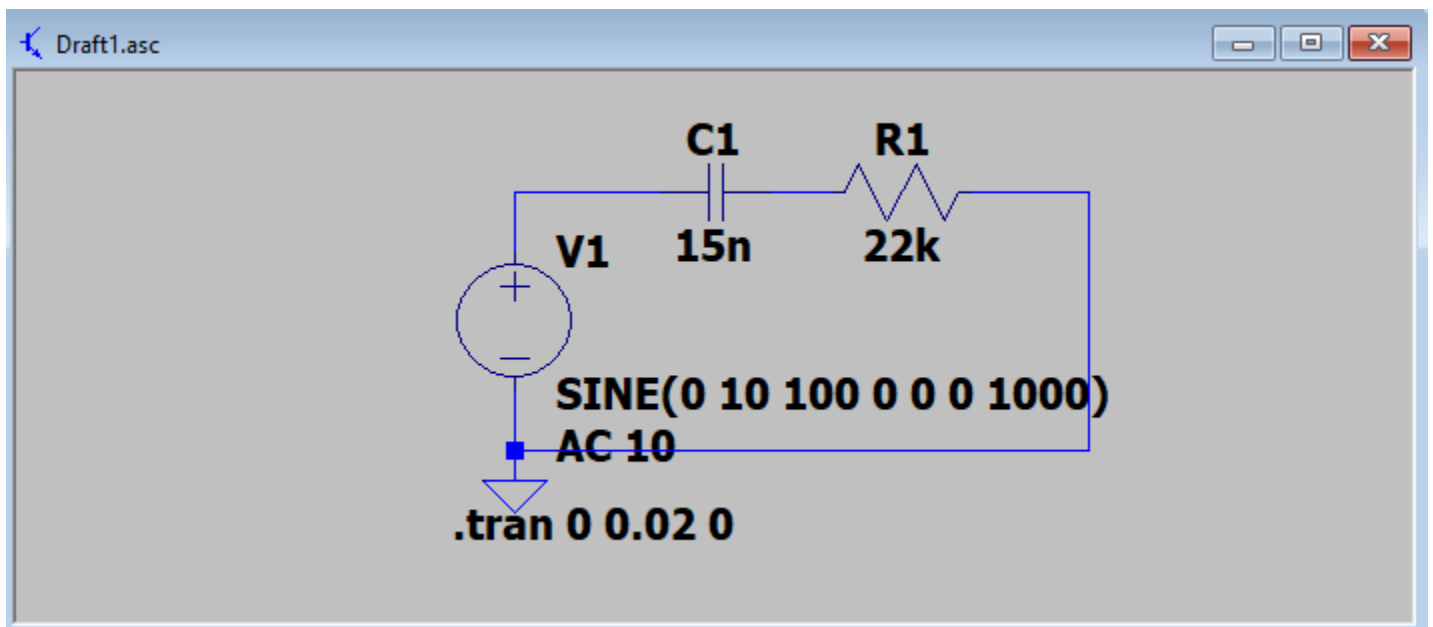 Draft1.asc
C1 R1
15n 22k
V1
SINE(0 10 100 0 0 0 1000)
AC 10
.tran 0 0.02 0